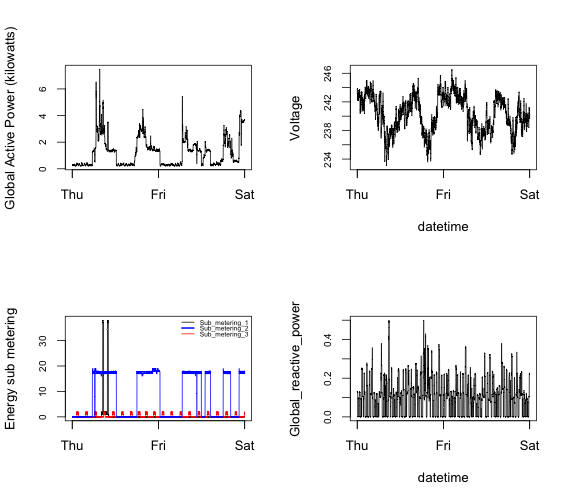 Global Active Power (kilowatts)
0 2 4 6
Thu Fri Sat
Voltage
234 238 242 246
Thu Fri Sat
datetime
Energy sub metering
0 10 20 30
Sub_metering_1
Sub_metering_2
Sub_metering_3
Thu Fri Sat
Global_reactive_power
0.0 0.2 0.4
Thu Fri Sat
datetime